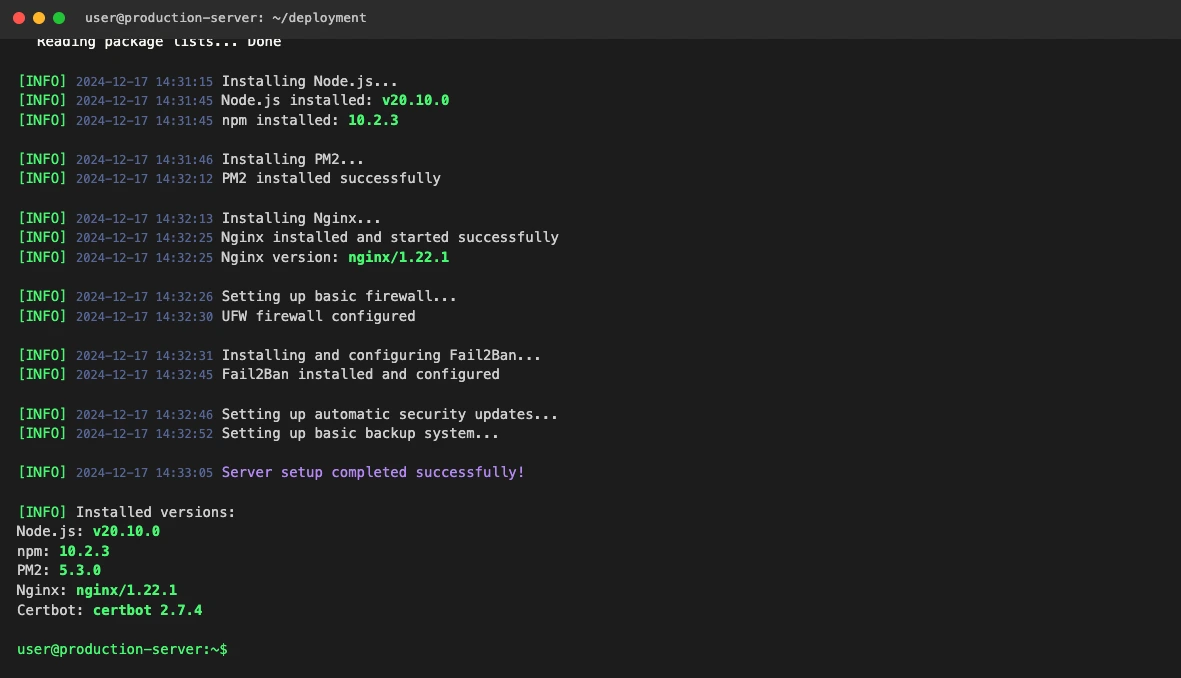 user@production-server: ~/deployment
Reading package lists... Done
[INFO] 2024-12-17 14:31:15 Installing Node.js...
[INFO] 2024-12-17 14:31:45 Node.js installed: v20.10.0
[INFO] 2024-12-17 14:31:45 npm installed: 10.2.3
[INFO] 2024-12-17 14:31:46 Installing PM2...
[INFO] 2024-12-17 14:32:12 PM2 installed successfully
[INFO] 2024-12-17 14:32:13 Installing Nginx...
[INFO] 2024-12-17 14:32:25 Nginx installed and started successfully
[INFO] 2024-12-17 14:32:25 Nginx version: nginx/1.22.1
[INFO] 2024-12-17 14:32:26 Setting up basic firewall...
[INFO] 2024-12-17 14:32:30 UFW firewall configured
[INFO] 2024-12-17 14:32:31 Installing and configuring Fail2Ban...
[INFO] 2024-12-17 14:32:45 Fail2Ban installed and configured
[INFO] 2024-12-17 14:32:46 Setting up automatic security updates...
[INFO] 2024-12-17 14:32:52 Setting up basic backup system...
[INFO] 2024-12-17 14:33:05 Server setup completed successfully!
[INFO] Installed versions:
Node.js: v20.10.0
npm: 10.2.3
PM2: 5.3.0
Nginx: nginx/1.22.1
Certbot: certbot 2.7.4
user@production-server:~$